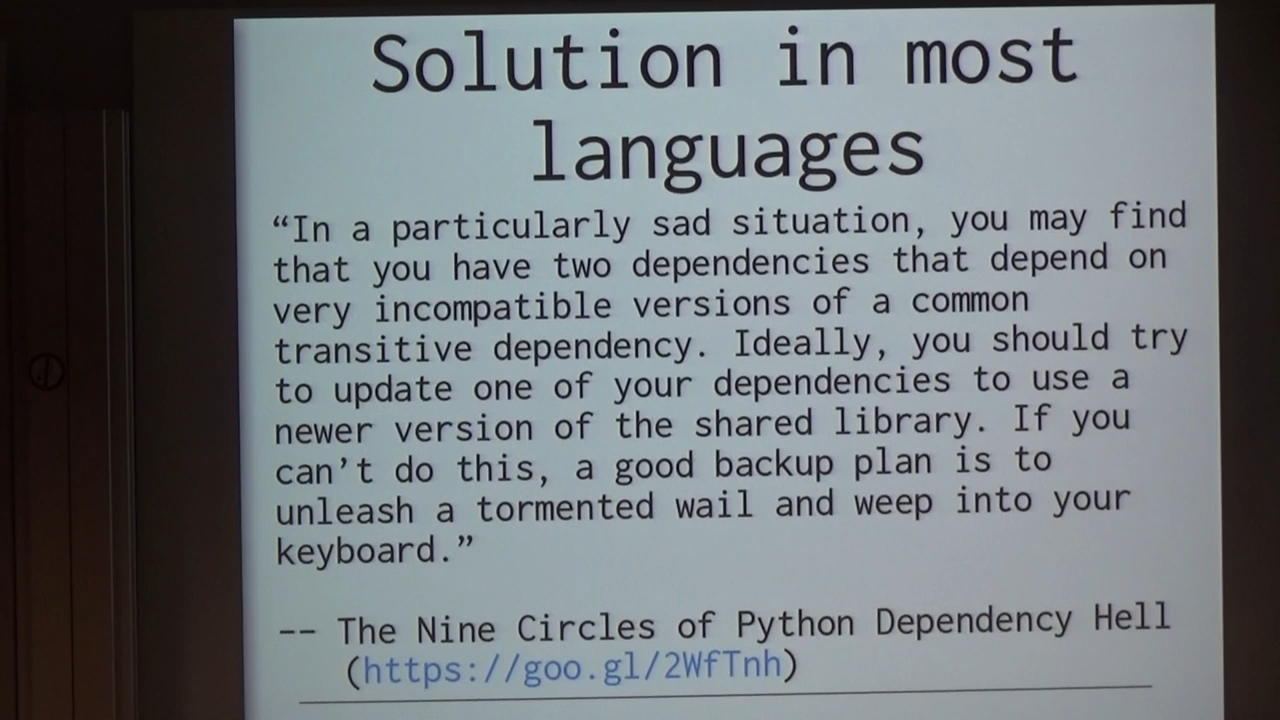 Solution in most
languages
“In a particularly sad situation, you may find
that you have two dependencies that depend on
very incompatible versions of a common
transitive dependency. Ideally, you should try
to update one of your dependencies to use a
newer version of the shared library. If you
can’t do this, a good backup plan is to
unleash a tormented wail and weep into your
keyboard.”
-- The Nine Circles of Python Dependency Hell
(https://goo.gl/2WfTnh)